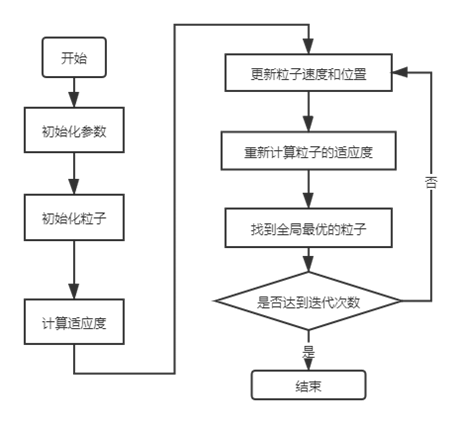 开始
初始化参数
初始化粒子
计算适应度
更新粒子速度和位置
重新计算粒子的适应度
找到全局最优的粒子
是否达到迭代次数
否
是
结束